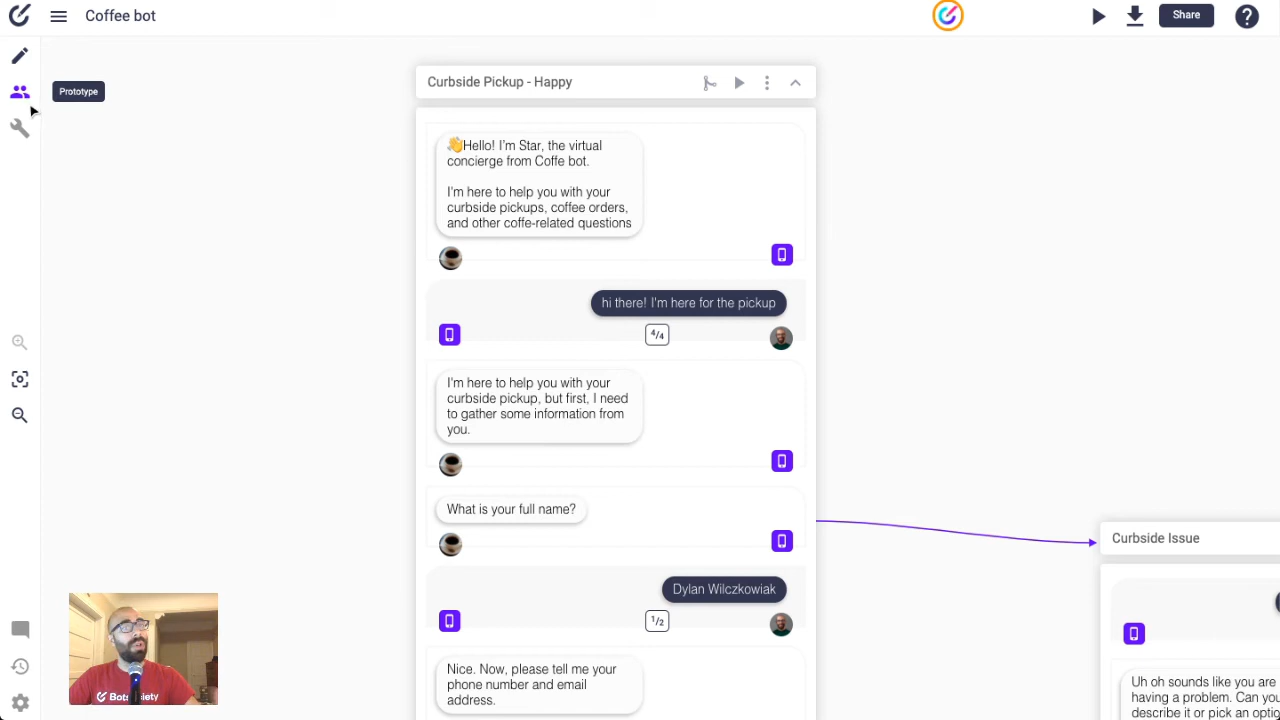 Coffee bot
Share
?
Prototype
Curbside Pickup - Happy
👋Hello! I'm Star, the virtual
concierge from Coffe bot.
I'm here to help you with your
curbside pickups, coffee orders,
and other coffe-related questions
hi there! I'm here for the pickup
4/4
I'm here to help you with your
curbside pickup, but first, I need
to gather some information from
you.
What is your full name?
Curbside Issue
Dylan Wilczkowiak
1/2
Nice. Now, please tell me your
phone number and email
address.
Uh oh sounds like you are
having a problem. Can you
describe it or pick an optio